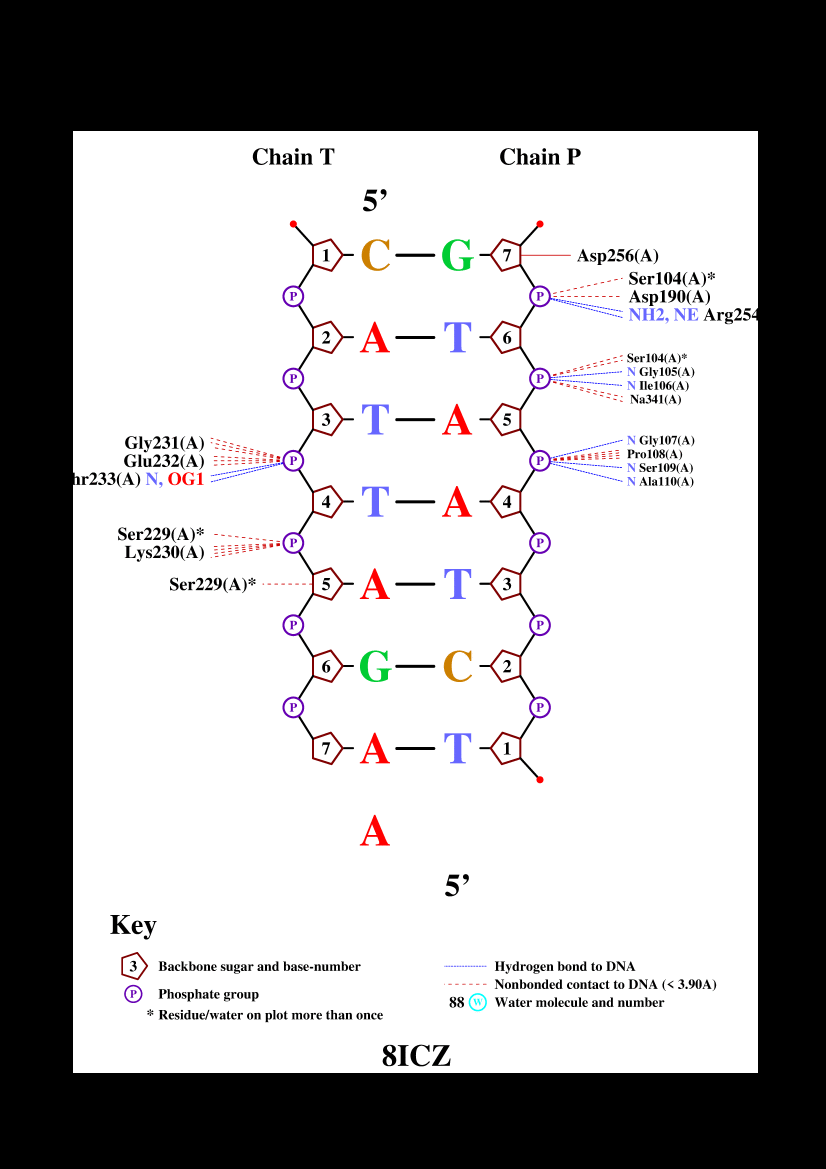 Chain T Chain P
5’
1 C G 7 Asp256(A)
P P Ser104(A)*
Asp190(A)
NH2, NE Arg254
2 A T 6
P P Ser104(A)*
N Gly105(A)
N Ile106(A)
Na341(A)
3 T A 5
Gly231(A)
Glu232(A) P P
hr233(A) N, OG1
N Gly107(A)
Pro108(A)
N Ser109(A)
N Ala110(A)
4 T A 4
Ser229(A)*
Lys230(A) P P
Ser229(A)* 5 A T 3
P P
6 G C 2
P P
7 A T 1
A
5’
Key
3 Backbone sugar and base-number
P Phosphate group
* Residue/water on plot more than once
Hydrogen bond to DNA
Nonbonded contact to DNA (< 3.90A)
88 W Water molecule and number
8ICZ